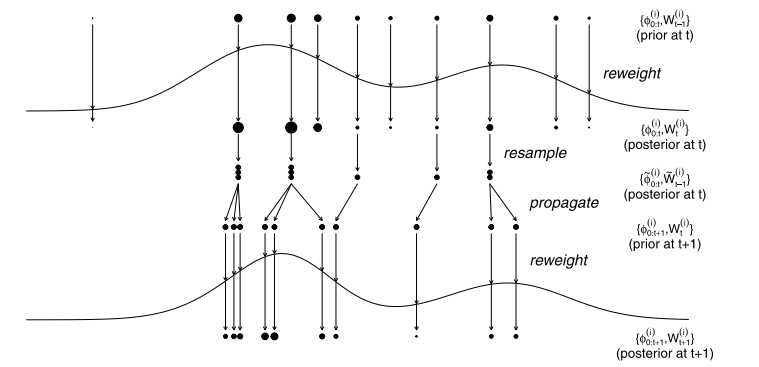 {ϕ₀:ₜ⁽ⁱ⁾,Wₜ₋₁⁽ⁱ⁾}
(prior at t)
reweight
{ϕ₀:ₜ⁽ⁱ⁾,Wₜ⁽ⁱ⁾}
(posterior at t)
resample
{ϕ̃₀:ₜ⁽ⁱ⁾,W̃ₜ₋₁⁽ⁱ⁾}
(posterior at t)
propagate
{ϕ₀:ₜ₊₁⁽ⁱ⁾,Wₜ⁽ⁱ⁾}
(prior at t+1)
reweight
{ϕ₀:ₜ₊₁⁽ⁱ⁾,Wₜ₊₁⁽ⁱ⁾}
(posterior at t+1)